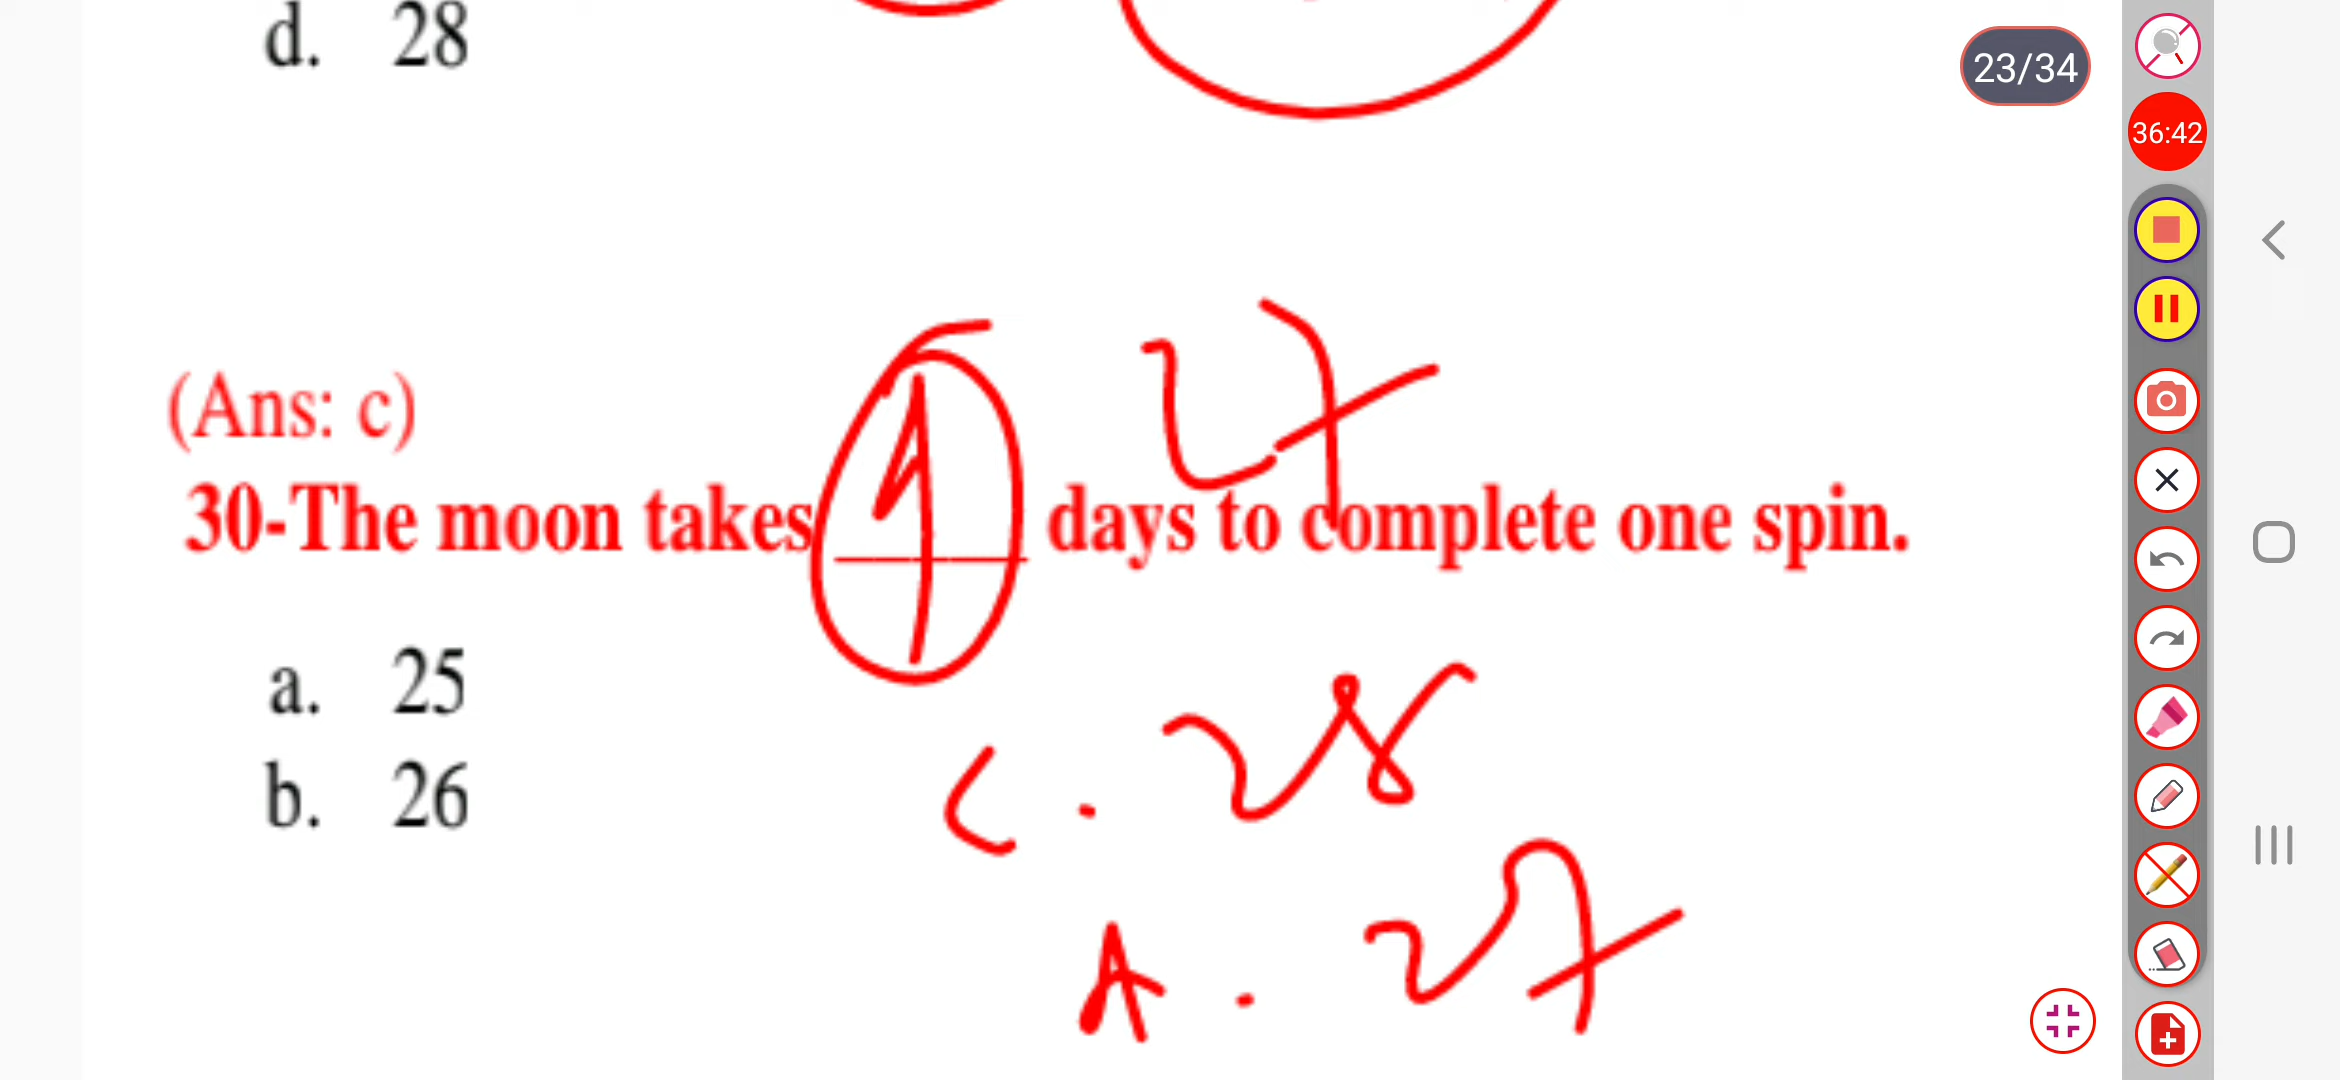 d. 28
23/34
36:42
27
(Ans: c)
1
30-The moon takes days to complete one spin.
a. 25
b. 26
c. 28
A. 27